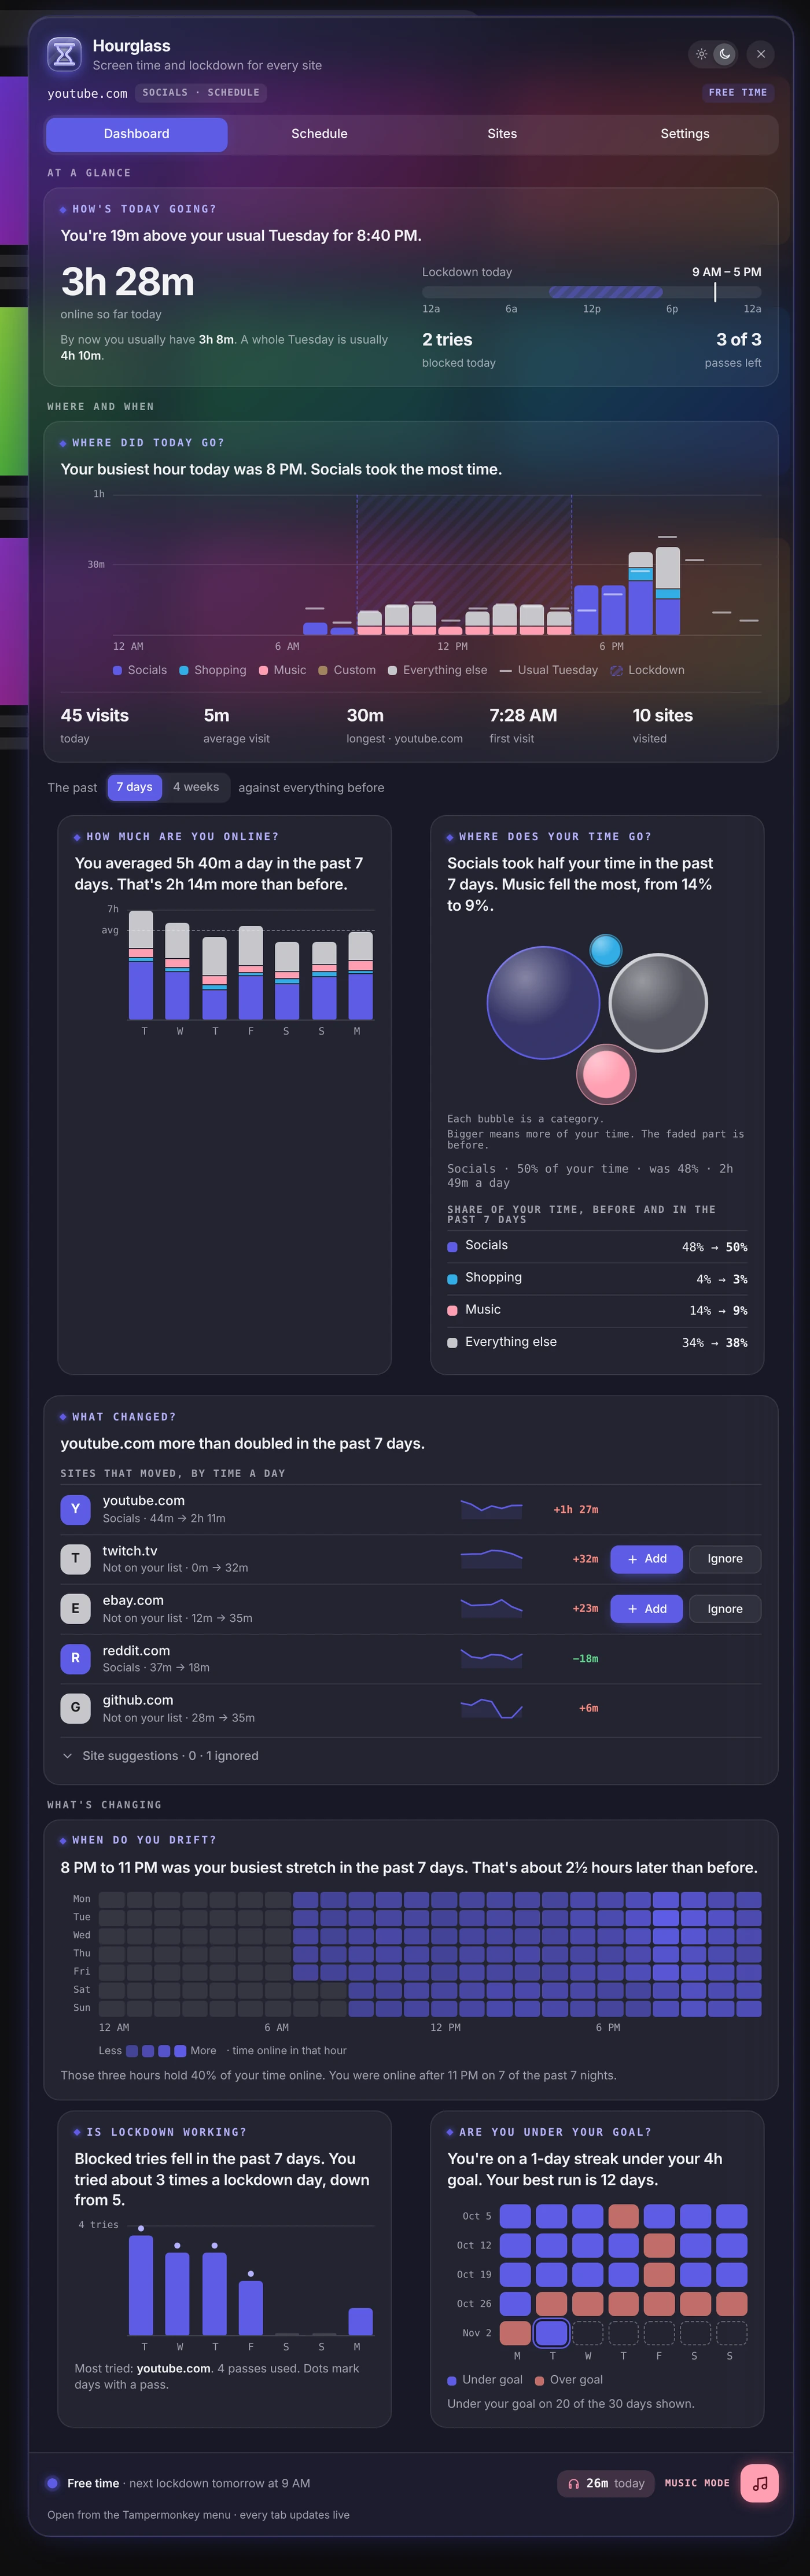 Hourglass
Screen time and lockdown for every site
youtube.com SOCIALS · SCHEDULE FREE TIME
Dashboard Schedule Sites Settings
AT A GLANCE
HOW'S TODAY GOING?
You're 19m above your usual Tuesday for 8:40 PM.
3h 28m
online so far today
By now you usually have 3h 8m. A whole Tuesday is usually
4h 10m.
Lockdown today 9 AM – 5 PM
12a 6a 12p 6p 12a
2 tries 3 of 3
blocked today passes left
WHERE AND WHEN
WHERE DID TODAY GO?
Your busiest hour today was 8 PM. Socials took the most time.
1h
30m
12 AM 6 AM 12 PM 6 PM
Socials Shopping Music Custom Everything else Usual Tuesday Lockdown
45 visits 5m 30m 7:28 AM 10 sites
today average visit longest · youtube.com first visit visited
The past 7 days 4 weeks against everything before
HOW MUCH ARE YOU ONLINE?
You averaged 5h 40m a day in the past 7
days. That's 2h 14m more than before.
7h
avg
T W T F S S M
WHERE DOES YOUR TIME GO?
Socials took half your time in the past
7 days. Music fell the most, from 14%
to 9%.
Each bubble is a category.
Bigger means more of your time. The faded part is
before.
Socials · 50% of your time · was 48% · 2h
49m a day
SHARE OF YOUR TIME, BEFORE AND IN THE
PAST 7 DAYS
Socials 48% → 50%
Shopping 4% → 3%
Music 14% → 9%
Everything else 34% → 38%
WHAT CHANGED?
youtube.com more than doubled in the past 7 days.
SITES THAT MOVED, BY TIME A DAY
Y youtube.com +1h 27m
Socials · 44m → 2h 11m
T twitch.tv +32m + Add Ignore
Not on your list · 0m → 32m
E ebay.com +23m + Add Ignore
Not on your list · 12m → 35m
R reddit.com −18m
Socials · 37m → 18m
G github.com +6m
Not on your list · 28m → 35m
Site suggestions · 0 · 1 ignored
WHAT'S CHANGING
WHEN DO YOU DRIFT?
8 PM to 11 PM was your busiest stretch in the past 7 days. That's about 2½ hours later than before.
Mon
Tue
Wed
Thu
Fri
Sat
Sun
12 AM 6 AM 12 PM 6 PM
Less More · time online in that hour
Those three hours hold 40% of your time online. You were online after 11 PM on 7 of the past 7 nights.
IS LOCKDOWN WORKING?
Blocked tries fell in the past 7 days. You
tried about 3 times a lockdown day, down
from 5.
4 tries
T W T F S S M
Most tried: youtube.com. 4 passes used. Dots mark
days with a pass.
ARE YOU UNDER YOUR GOAL?
You're on a 1-day streak under your 4h
goal. Your best run is 12 days.
Oct 5
Oct 12
Oct 19
Oct 26
Nov 2
M T W T F S S
Under goal Over goal
Under your goal on 20 of the 30 days shown.
Free time · next lockdown tomorrow at 9 AM 26m today MUSIC MODE
Open from the Tampermonkey menu · every tab updates live